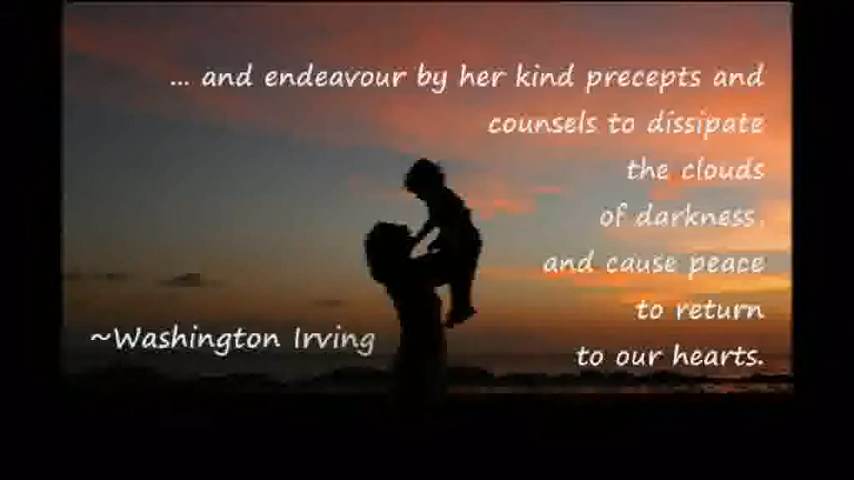 ... and endeavour by her kind precepts and
counsels to dissipate
the clouds
of darkness,
and cause peace
to return
to our hearts.
~Washington Irving